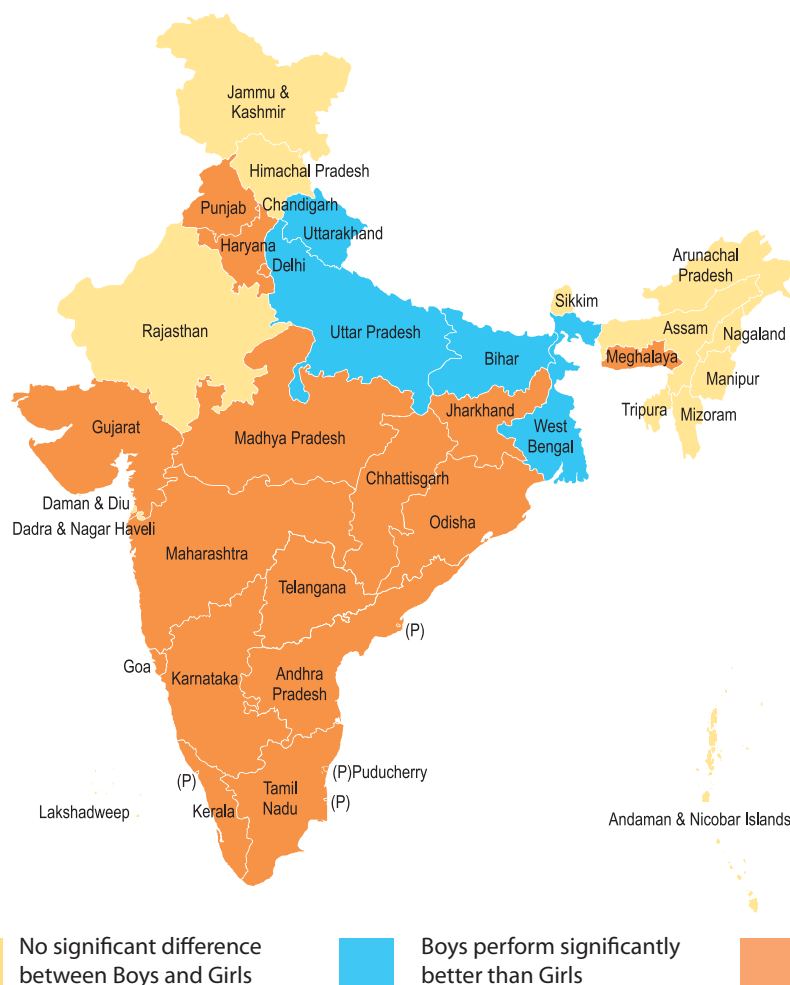 Jammu &
Kashmir
Himachal Pradesh
Chandigarh
Punjab
Uttarakhand
Haryana
Delhi
Arunachal
Pradesh
Sikkim
Rajasthan
Uttar Pradesh
Assam
Nagaland
Bihar
Meghalaya
Manipur
Jharkhand
Tripura
Mizoram
Gujarat
Madhya Pradesh
West
Bengal
Chhattisgarh
Daman & Diu
Odisha
Dadra & Nagar Haveli
Maharashtra
Telangana
(P)
Goa
Karnataka
Andhra
Pradesh
(P)
(P)Puducherry
Tamil
Nadu
(P)
Lakshadweep
Kerala
Andaman & Nicobar Islands
No significant difference
between Boys and Girls
Boys perform significantly
better than Girls